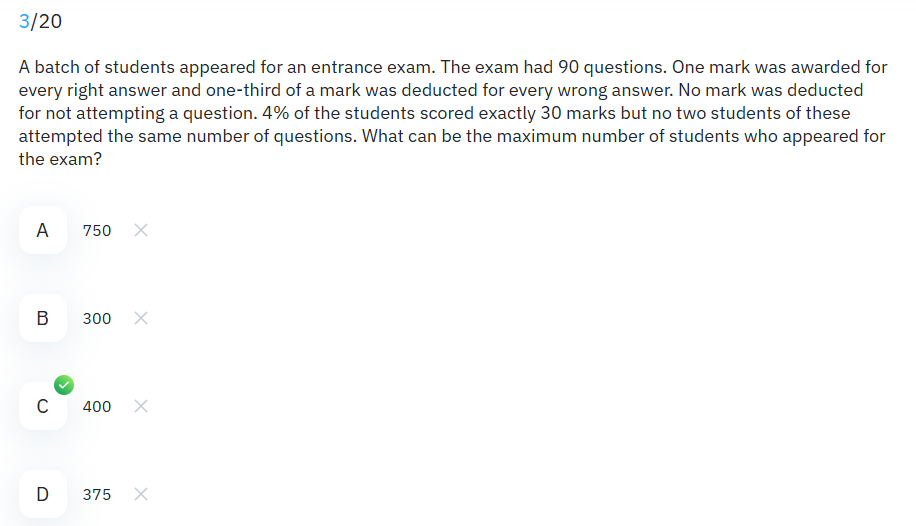 3/20
A batch of students appeared for an entrance exam. The exam had 90 questions. One mark was awarded for
every right answer and one-third of a mark was deducted for every wrong answer. No mark was deducted
for not attempting a question. 4% of the students scored exactly 30 marks but no two students of these
attempted the same number of questions. What can be the maximum number of students who appeared for
the exam?
A 750
B 300
C 400
D 375